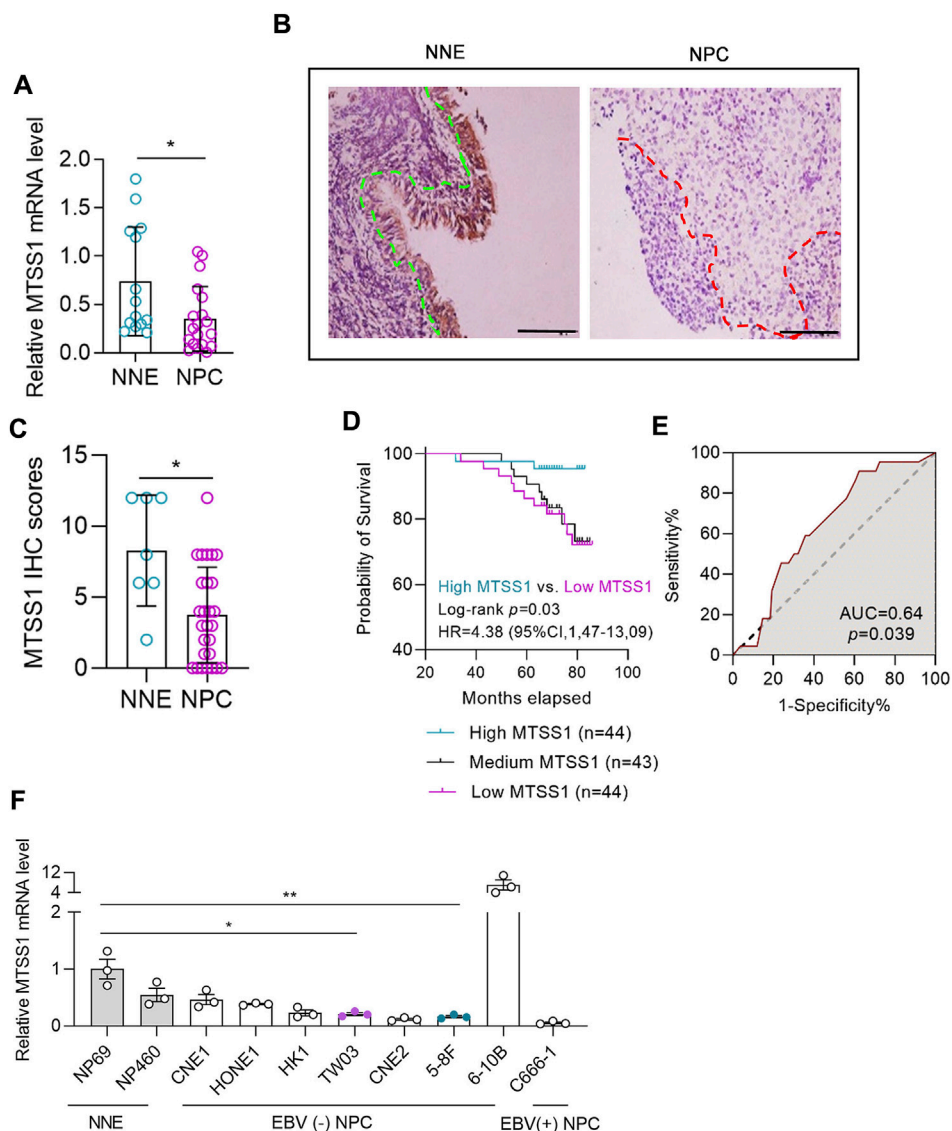 A
Relative MTSS1 mRNA level
2.0
1.5
1.0
0.5
0.0
*
NNE
NPC
B
NNE
NPC
C
MTSS1 IHC scores
15
10
5
0
*
NNE
NPC
D
Probability of Survival
100
80
60
40
High MTSS1 vs. Low MTSS1
Log-rank p=0.03
HR=4.38 (95%CI,1,47-13,09)
20 40 60 80 100
Months elapsed
High MTSS1 (n=44)
Medium MTSS1 (n=43)
Low MTSS1 (n=44)
E
Sensitivity%
100
80
60
40
20
0
AUC=0.64
p=0.039
0 20 40 60 80 100
1-Specificity%
F
Relative MTSS1 mRNA level
12
4
2
1
0
**
*
NP69
NP460
CNE1
HONE1
HK1
TW03
CNE2
5-8F
6-10B
C666-1
NNE
EBV (-) NPC
EBV(+) NPC